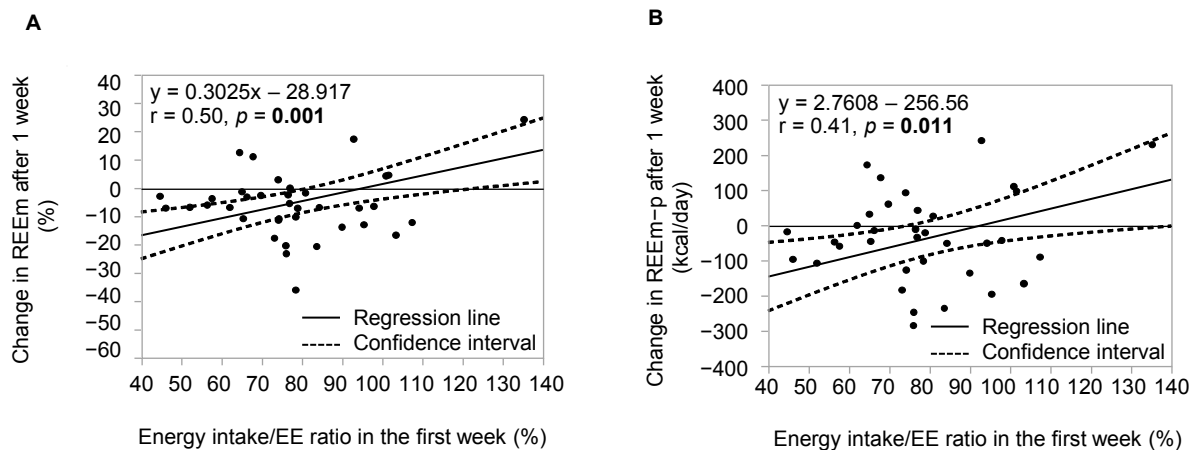 A
Change in REEm after 1 week
(%)
40
30
20
10
0
−10
−20
−30
−40
−50
−60
y = 0.3025x – 28.917
r = 0.50, p = 0.001
Regression line
Confidence interval
40 50 60 70 80 90 100 110 120 130 140
Energy intake/EE ratio in the first week (%)
B
Change in REEm−p after 1 week
(kcal/day)
400
300
200
100
0
−100
−200
−300
−400
y = 2.7608 – 256.56
r = 0.41, p = 0.011
Regression line
Confidence interval
40 50 60 70 80 90 100 110 120 130 140
Energy intake/EE ratio in the first week (%)